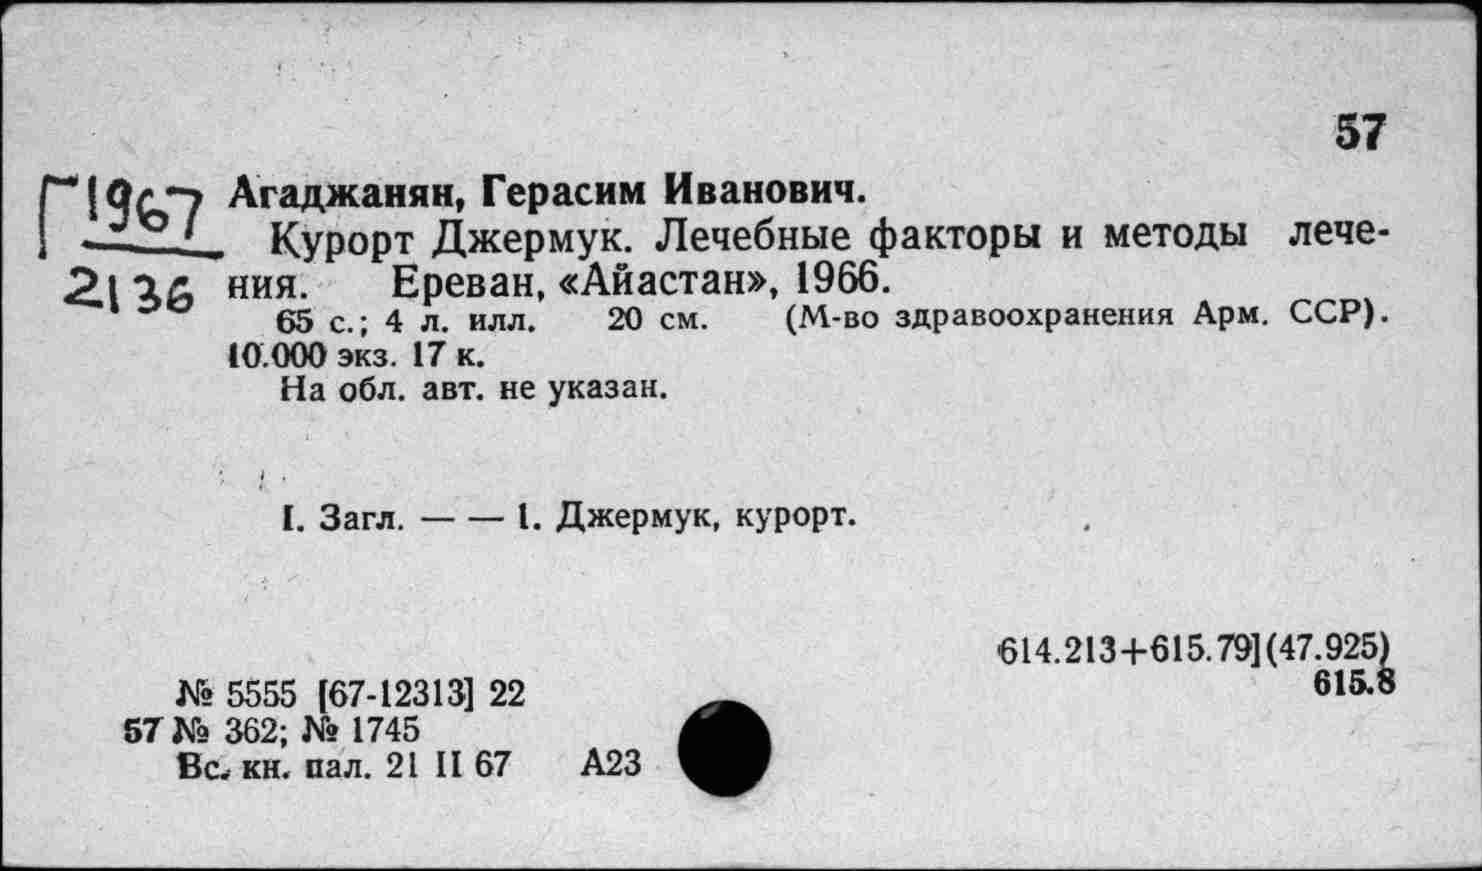 57
Г 1967
2136
Агаджанян, Герасим Иванович.
Курорт Джермук. Лечебные факторы и методы лече-
ния. Ереван, «Айастан», 1966.
65 с.; 4 л. илл. 20 см. (М-во здравоохранения Арм. ССР).
10.000 экз. 17 к.
На обл. авт. не указан.
I. Загл. — — 1. Джермук, курорт.
614.213+615.79](47.925)
615.8
№ 5555 [67-12313] 22
57 № 362; № 1745
Вс. кн. пал. 21 II 67 А23